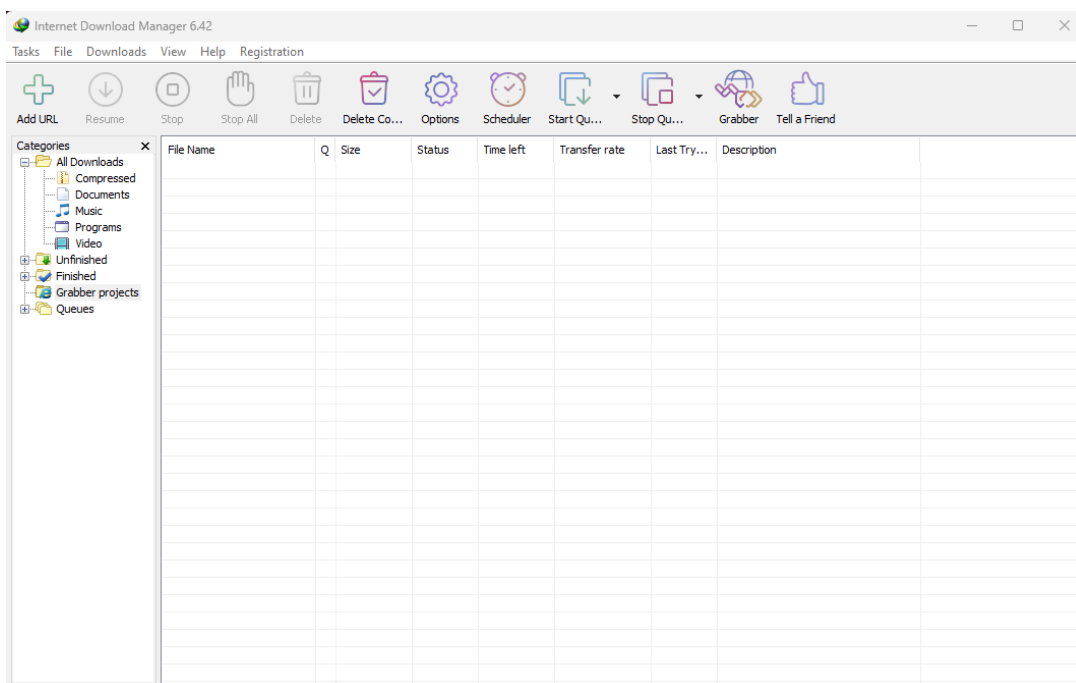 Internet Download Manager 6.42
Tasks File Downloads View Help Registration
Add URL Resume Stop Stop All Delete Delete Co... Options Scheduler Start Qu... Stop Qu... Grabber Tell a Friend
Categories
File Name Q Size Status Time left Transfer rate Last Try... Description
All Downloads
Compressed
Documents
Music
Programs
Video
Unfinished
Finished
Grabber projects
Queues